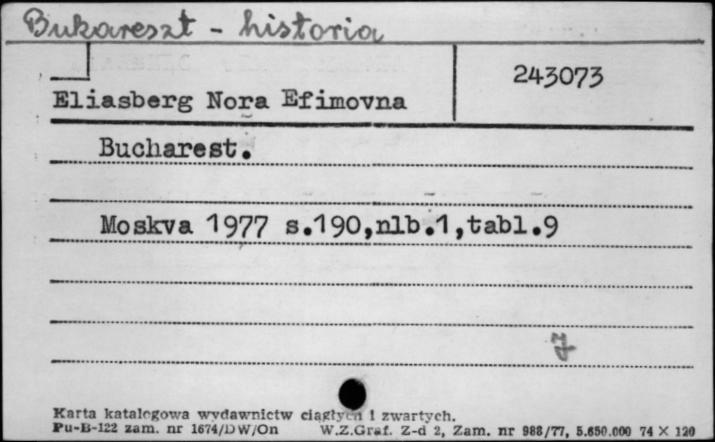 Bukareszt - historia
243073
Eliasberg Nora Efimovna
Bucharest.
Moskva 1977 s.190,nlb.1,tabl.9
Karta katalogowa wydawnictw ciągłych i zwartych.
Pu-B-122 zam. nr 1674/DW/On W.Z.Graf. Z-d 2, Zam. nr 988/77, 5.650.000 74 X 120